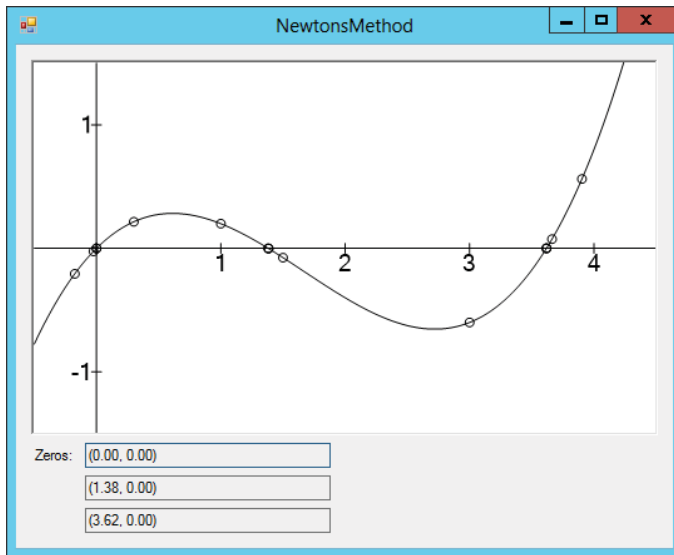 NewtonsMethod
1
1 2 3 4
-1
Zeros: (0.00, 0.00)
(1.38, 0.00)
(3.62, 0.00)